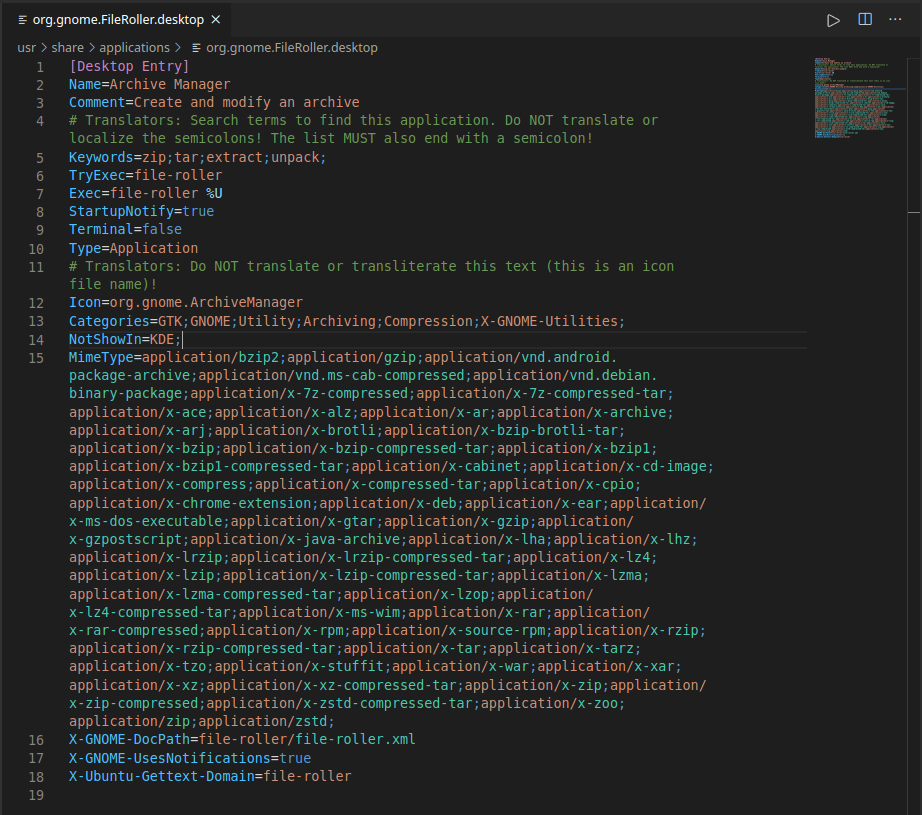 org.gnome.FileRoller.desktop
usr > share > applications > org.gnome.FileRoller.desktop
1 [Desktop Entry]
2 Name=Archive Manager
3 Comment=Create and modify an archive
4 # Translators: Search terms to find this application. Do NOT translate or
localize the semicolons! The list MUST also end with a semicolon!
5 Keywords=zip;tar;extract;unpack;
6 TryExec=file-roller
7 Exec=file-roller %U
8 StartupNotify=true
9 Terminal=false
10 Type=Application
11 # Translators: Do NOT translate or transliterate this text (this is an icon
file name)!
12 Icon=org.gnome.ArchiveManager
13 Categories=GTK;GNOME;Utility;Archiving;Compression;X-GNOME-Utilities;
14 NotShowIn=KDE;
15 MimeType=application/bzip2;application/gzip;application/vnd.android.
package-archive;application/vnd.ms-cab-compressed;application/vnd.debian.
binary-package;application/x-7z-compressed;application/x-7z-compressed-tar;
application/x-ace;application/x-alz;application/x-ar;application/x-archive;
application/x-arj;application/x-brotli;application/x-bzip-brotli-tar;
application/x-bzip;application/x-bzip-compressed-tar;application/x-bzip1;
application/x-bzip1-compressed-tar;application/x-cabinet;application/x-cd-image;
application/x-compress;application/x-compressed-tar;application/x-cpio;
application/x-chrome-extension;application/x-deb;application/x-ear;application/
x-ms-dos-executable;application/x-gtar;application/x-gzip;application/
x-gzpostscript;application/x-java-archive;application/x-lha;application/x-lhz;
application/x-lrzip;application/x-lrzip-compressed-tar;application/x-lz4;
application/x-lzip;application/x-lzip-compressed-tar;application/x-lzma;
application/x-lzma-compressed-tar;application/x-lzop;application/
x-lz4-compressed-tar;application/x-ms-wim;application/x-rar;application/
x-rar-compressed;application/x-rpm;application/x-source-rpm;application/x-rzip;
application/x-rzip-compressed-tar;application/x-tar;application/x-tarz;
application/x-tzo;application/x-stuffit;application/x-war;application/x-xar;
application/x-xz;application/x-xz-compressed-tar;application/x-zip;application/
x-zip-compressed;application/x-zstd-compressed-tar;application/x-zoo;
application/zip;application/zstd;
16 X-GNOME-DocPath=file-roller/file-roller.xml
17 X-GNOME-UsesNotifications=true
18 X-Ubuntu-Gettext-Domain=file-roller
19